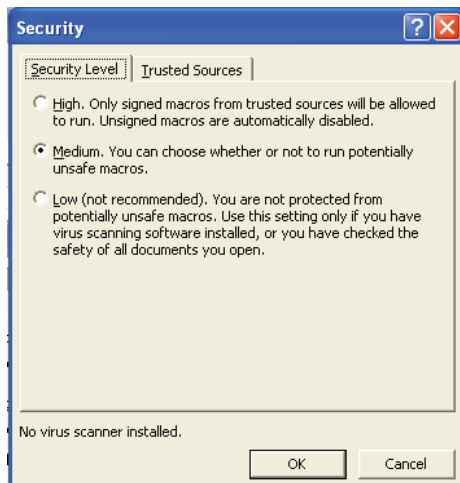 Security
Security Level
Trusted Sources
High. Only signed macros from trusted sources will be allowed
to run. Unsigned macros are automatically disabled.
Medium. You can choose whether or not to run potentially
unsafe macros.
Low (not recommended). You are not protected from
potentially unsafe macros. Use this setting only if you have
virus scanning software installed, or you have checked the
safety of all documents you open.
No virus scanner installed.
OK
Cancel